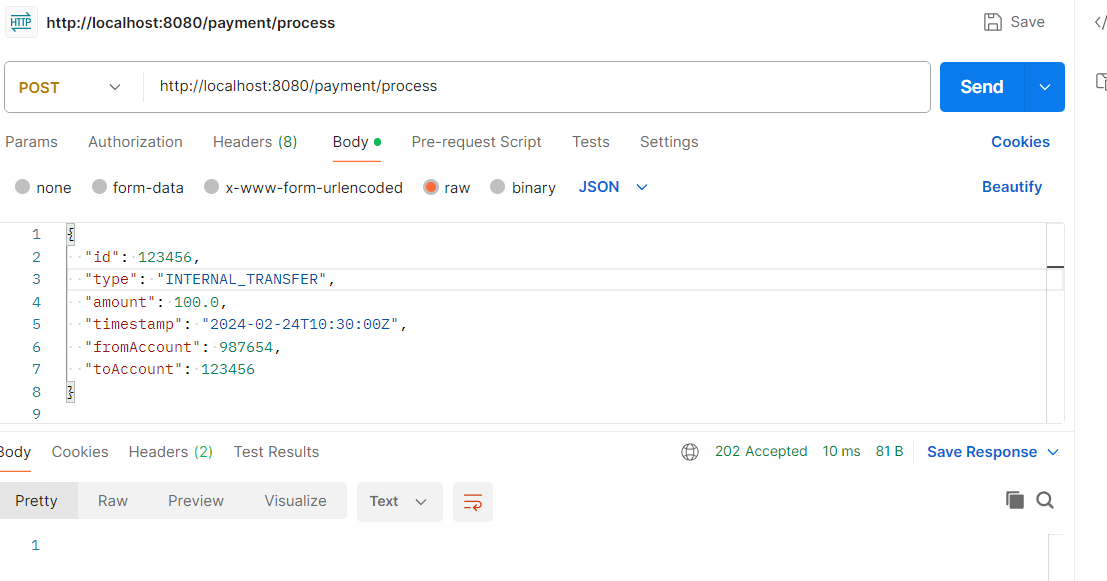 HTTP http://localhost:8080/payment/process Save </>
POST http://localhost:8080/payment/process Send
Params Authorization Headers (8) Body Pre-request Script Tests Settings Cookies
none form-data x-www-form-urlencoded raw binary JSON Beautify
1 {
2 "id": 123456,
3 "type": "INTERNAL_TRANSFER",
4 "amount": 100.0,
5 "timestamp": "2024-02-24T10:30:00Z",
6 "fromAccount": 987654,
7 "toAccount": 123456
8 }
9
Body Cookies Headers (2) Test Results 202 Accepted 10 ms 81 B Save Response
Pretty Raw Preview Visualize Text
1